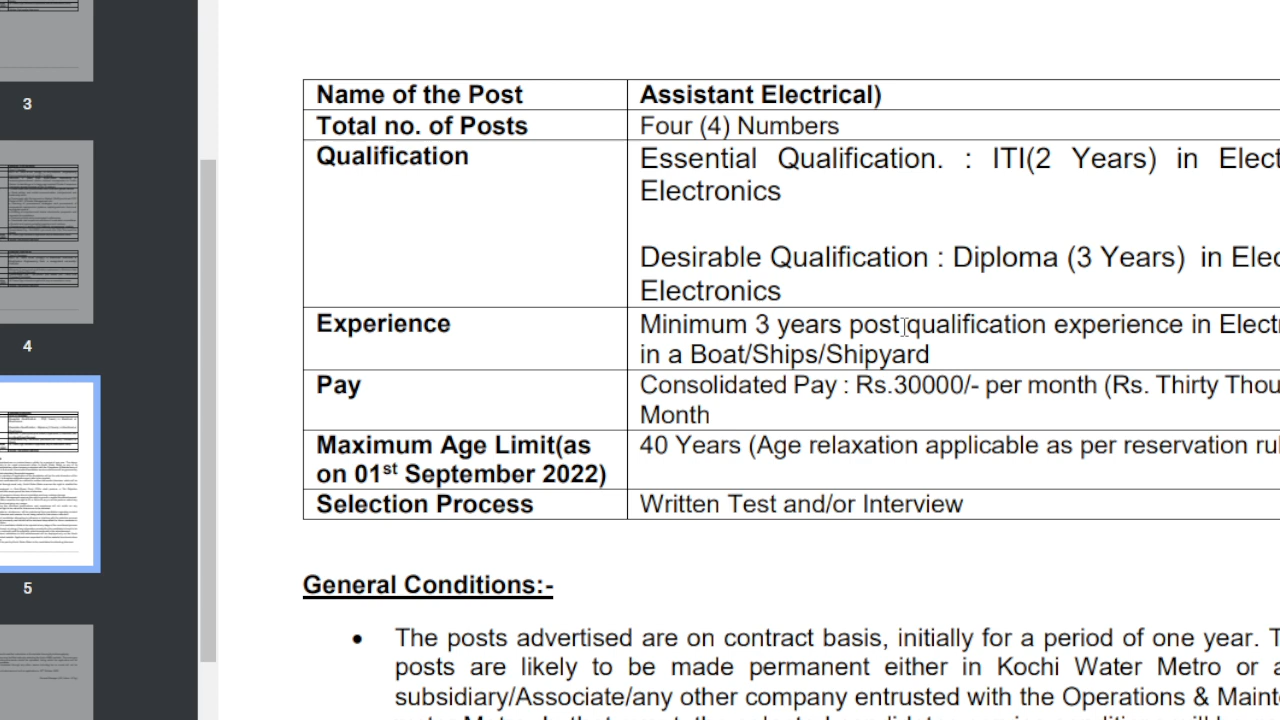 3
4
5
Name of the Post Assistant Electrical)
Total no. of Posts Four (4) Numbers
Qualification Essential Qualification. : ITI(2 Years) in Elect
Electronics
Desirable Qualification : Diploma (3 Years) in Elec
Electronics
Experience Minimum 3 years post qualification experience in Electr
in a Boat/Ships/Shipyard
Pay Consolidated Pay : Rs.30000/- per month (Rs. Thirty Thou
Month
Maximum Age Limit(as on 01st September 2022) 40 Years (Age relaxation applicable as per reservation rul
Selection Process Written Test and/or Interview
General Conditions:-
• The posts advertised are on contract basis, initially for a period of one year. T
posts are likely to be made permanent either in Kochi Water Metro or a
subsidiary/Associate/any other company entrusted with the Operations & Maint